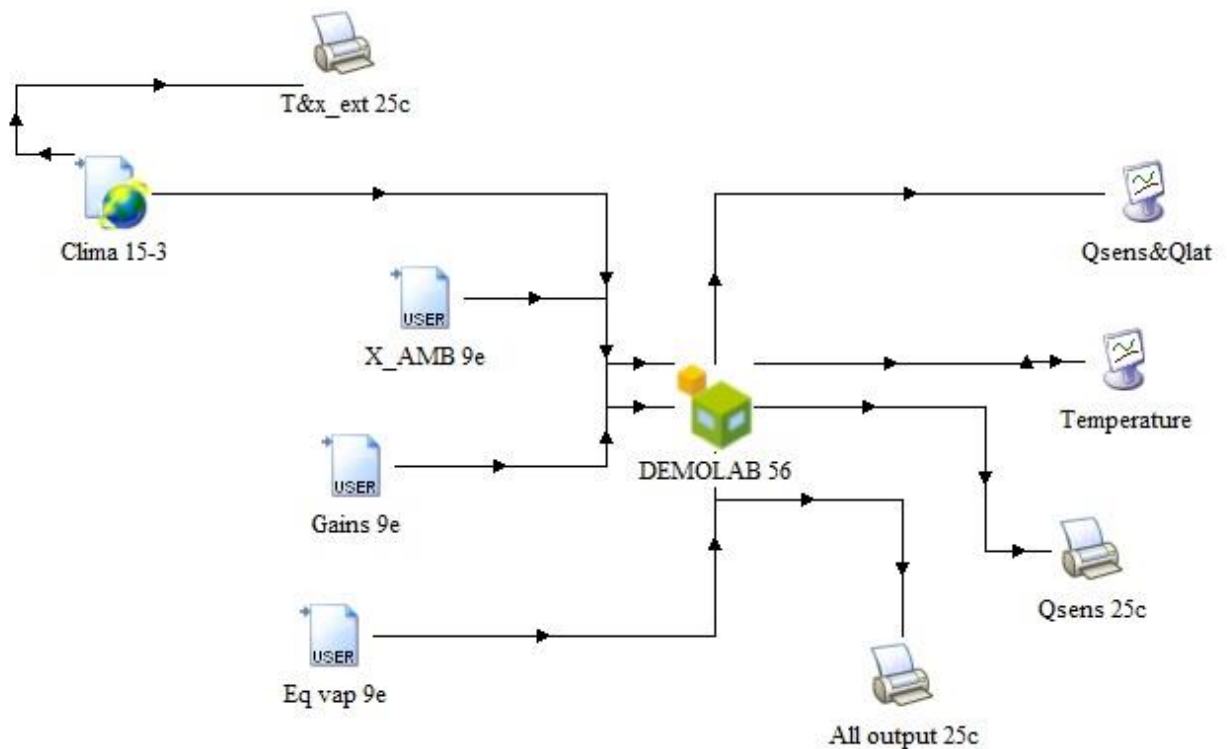 T&x_ext 25c
Clima 15-3
Qsens&Qlat
USER
X_AMB 9e
Temperature
DEMOLAB 56
USER
Gains 9e
Qsens 25c
USER
Eq vap 9e
All output 25c